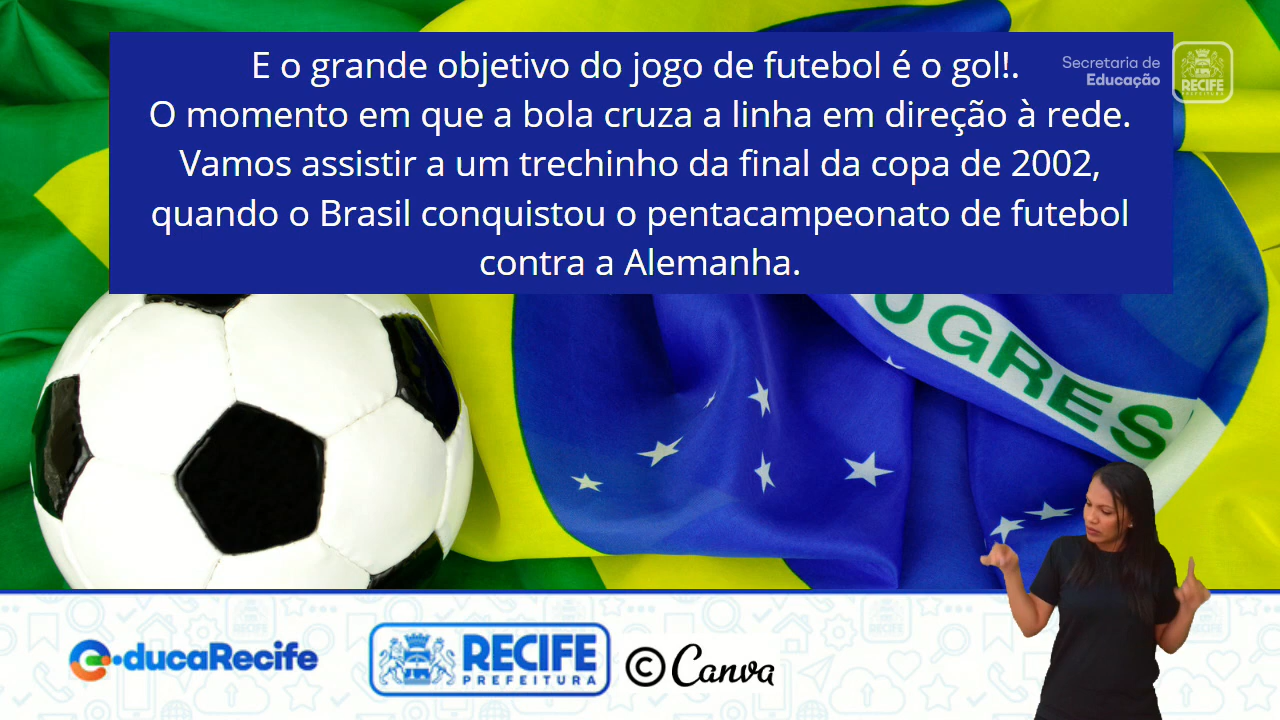 E o grande objetivo do jogo de futebol é o gol!.
O momento em que a bola cruza a linha em direção à rede.
Vamos assistir a um trechinho da final da copa de 2002,
quando o Brasil conquistou o pentacampeonato de futebol
contra a Alemanha.
Secretaria de
Educação
RECIFE
PREFEITURA
OGRES
ducaRecife
RECIFE
PREFEITURA
© Canva